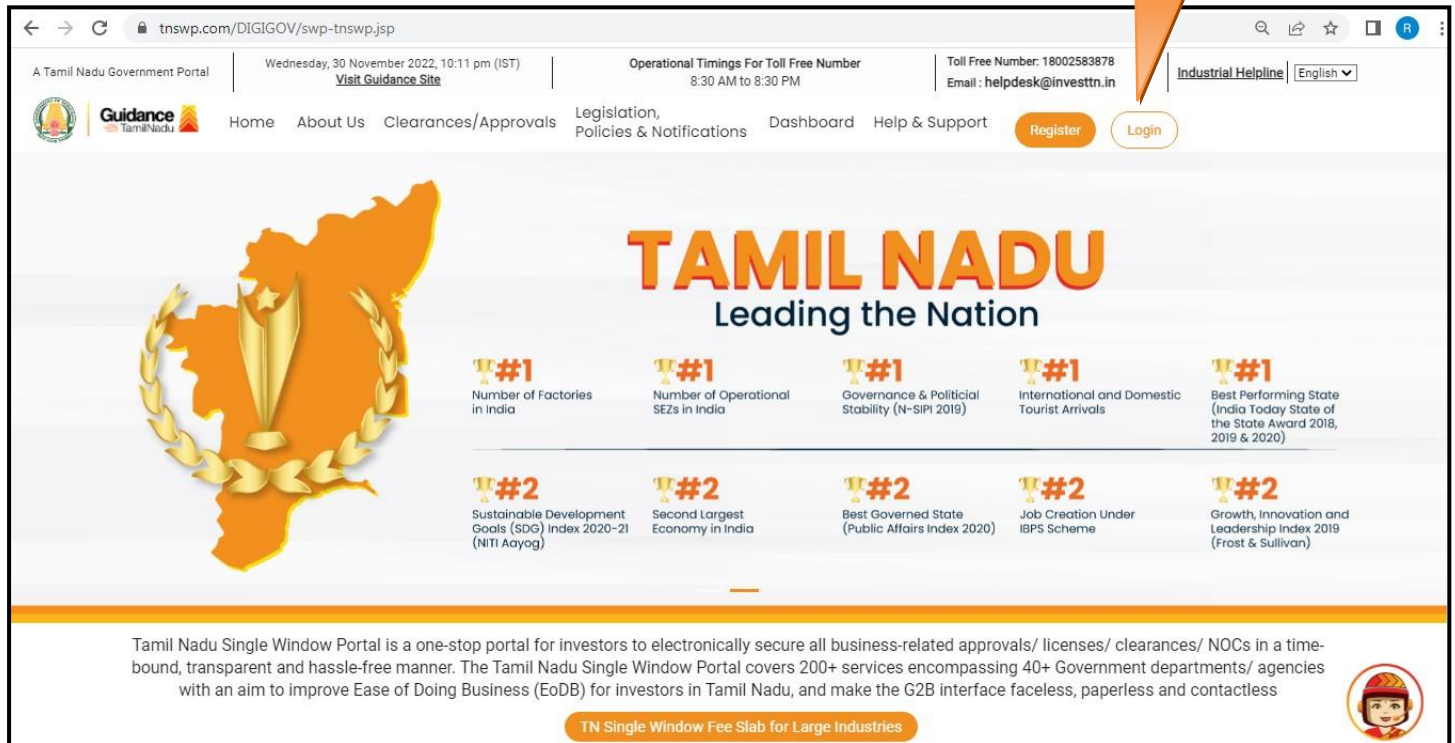 tnswp.com/DIGIGOV/swp-tnswp.jsp
R
A Tamil Nadu Government Portal
Wednesday, 30 November 2022, 10:11 pm (IST)
Visit Guidance Site
Operational Timings For Toll Free Number
8:30 AM to 8:30 PM
Toll Free Number: 18002583878
Email : helpdesk@investtn.in
Industrial Helpline
English
Guidance
TamilNadu
Home
About Us
Clearances/Approvals
Legislation,
Policies & Notifications
Dashboard
Help & Support
Register
Login
TAMIL NADU
Leading the Nation
#1
Number of Factories
in India
#1
Number of Operational
SEZs in India
#1
Governance & Politicial
Stability (N-SIPI 2019)
#1
International and Domestic
Tourist Arrivals
#1
Best Performing State
(India Today State of
the State Award 2018,
2019 & 2020)
#2
Sustainable Development
Goals (SDG) Index 2020-21
(NITI Aayog)
#2
Second Largest
Economy in India
#2
Best Governed State
(Public Affairs Index 2020)
#2
Job Creation Under
IBPS Scheme
#2
Growth, Innovation and
Leadership Index 2019
(Frost & Sullivan)
Tamil Nadu Single Window Portal is a one-stop portal for investors to electronically secure all business-related approvals/ licenses/ clearances/ NOCs in a time-
bound, transparent and hassle-free manner. The Tamil Nadu Single Window Portal covers 200+ services encompassing 40+ Government departments/ agencies
with an aim to improve Ease of Doing Business (EoDB) for investors in Tamil Nadu, and make the G2B interface faceless, paperless and contactless
TN Single Window Fee Slab for Large Industries